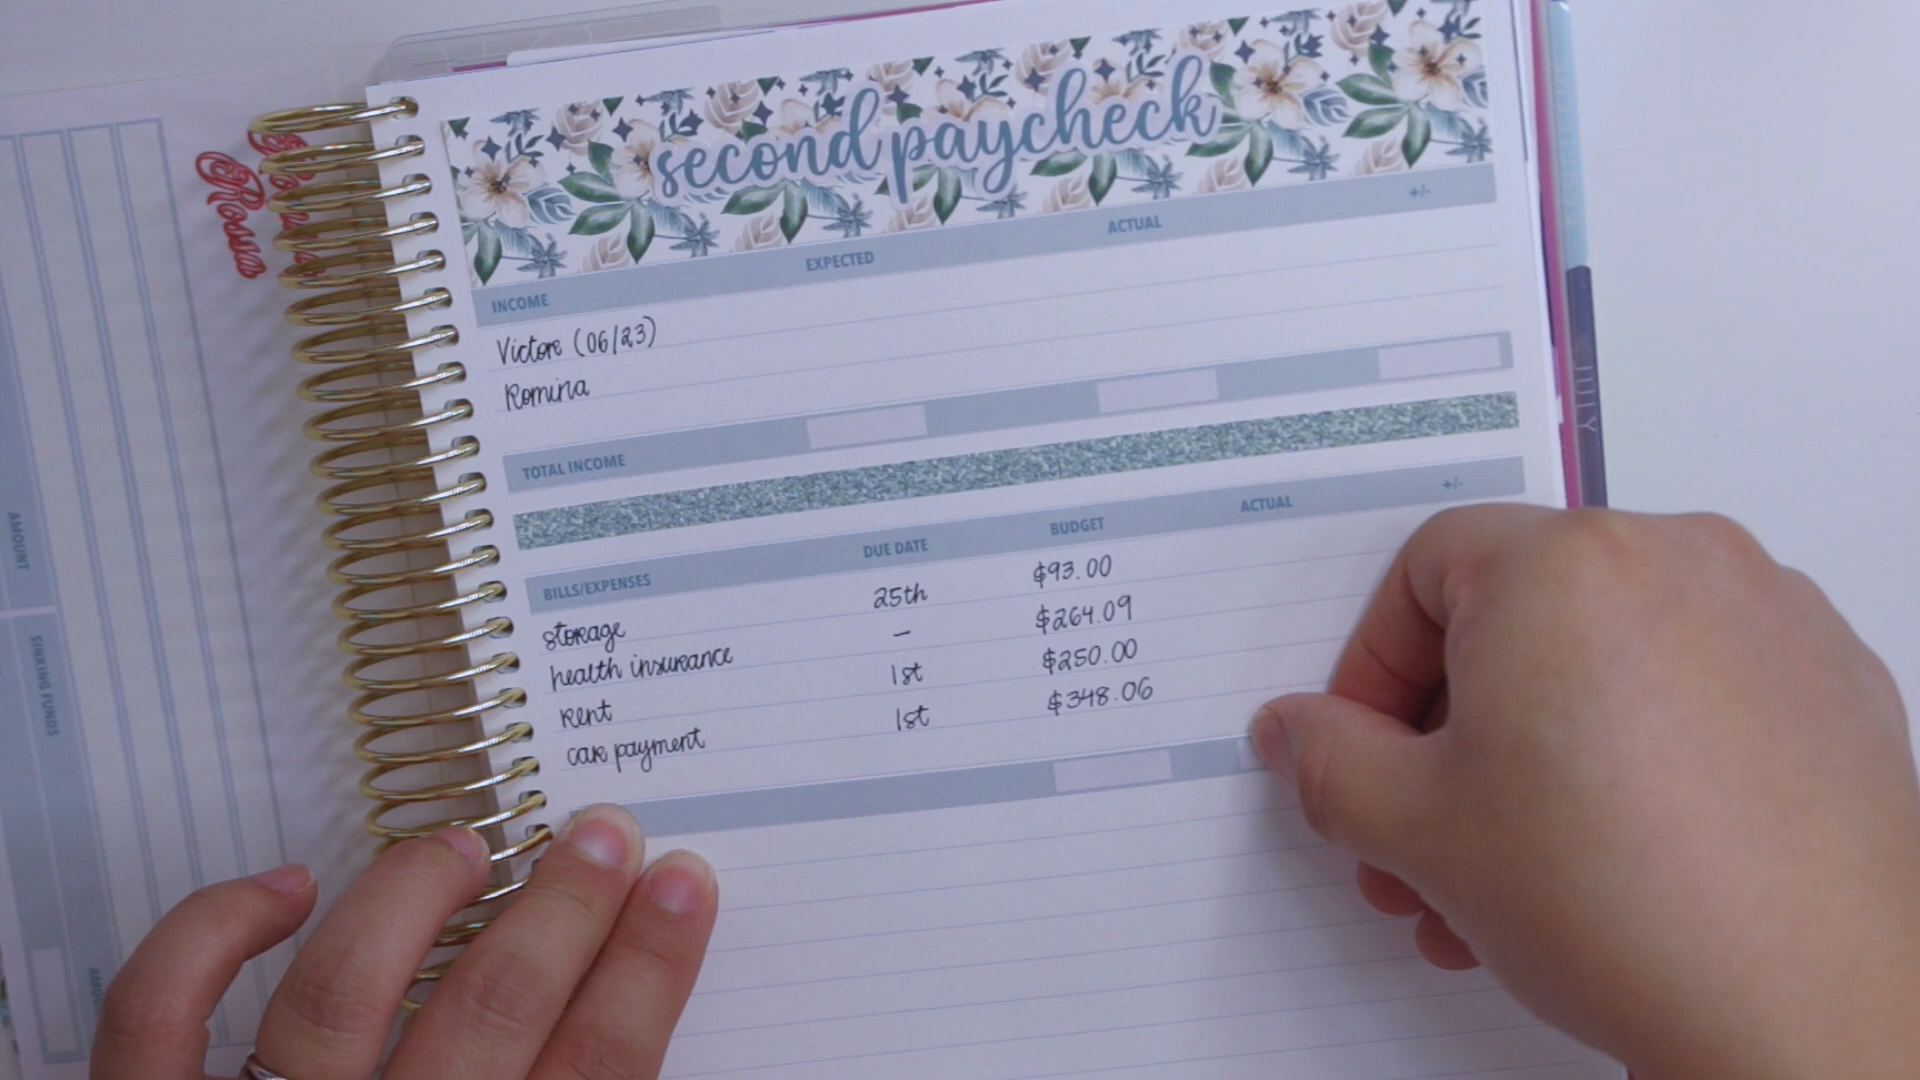 second paycheck
INCOME EXPECTED ACTUAL +/-
Victor (06/23)
Romina
TOTAL INCOME
BILLS/EXPENSES DUE DATE BUDGET ACTUAL +/-
storage 25th $93.00
health insurance – $264.09
rent 1st $250.00
car payment 1st $348.06
JULY
AMOUNT
SINKING FUNDS